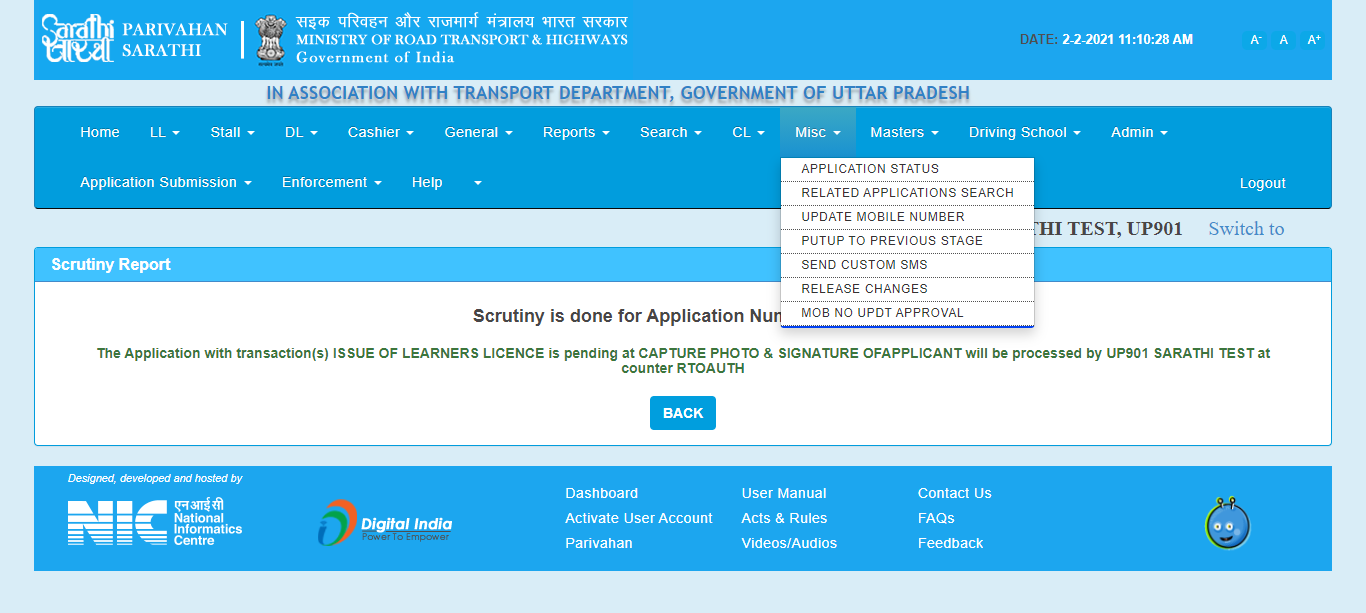 Sarathi
सारथी
PARIVAHAN
SARATHI
सड़क परिवहन और राजमार्ग मंत्रालय भारत सरकार
MINISTRY OF ROAD TRANSPORT & HIGHWAYS
Government of India
DATE: 2-2-2021 11:10:28 AM
A- A A+
IN ASSOCIATION WITH TRANSPORT DEPARTMENT, GOVERNMENT OF UTTAR PRADESH
Home LL Stall DL Cashier General Reports Search CL Misc Masters Driving School Admin
Application Submission Enforcement Help Logout
APPLICATION STATUS
RELATED APPLICATIONS SEARCH
UPDATE MOBILE NUMBER
PUTUP TO PREVIOUS STAGE
SEND CUSTOM SMS
RELEASE CHANGES
MOB NO UPDT APPROVAL
TEST, UP901 Switch to
Scrutiny Report
Scrutiny is done for Application
The Application with transaction(s) ISSUE OF LEARNERS LICENCE is pending at CAPTURE PHOTO & SIGNATURE OFAPPLICANT will be processed by UP901 SARATHI TEST at
counter RTOAUTH
BACK
Designed, developed and hosted by
NIC
एन आई सी
National
Informatics
Centre
Digital India
Power To Empower
Dashboard User Manual Contact Us
Activate User Account Acts & Rules FAQs
Parivahan Videos/Audios Feedback